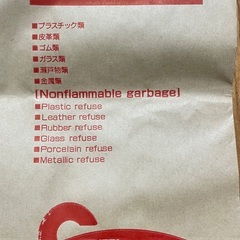 ■プラスチック類
■皮革類
■ゴム類
■ガラス類
■瀬戸物類
■金属類
[Nonflammable garbage]
■Plastic refuse
■Leather refuse
■Rubber refuse
■Glass refuse
■Porcelain refuse
■Metallic refuse